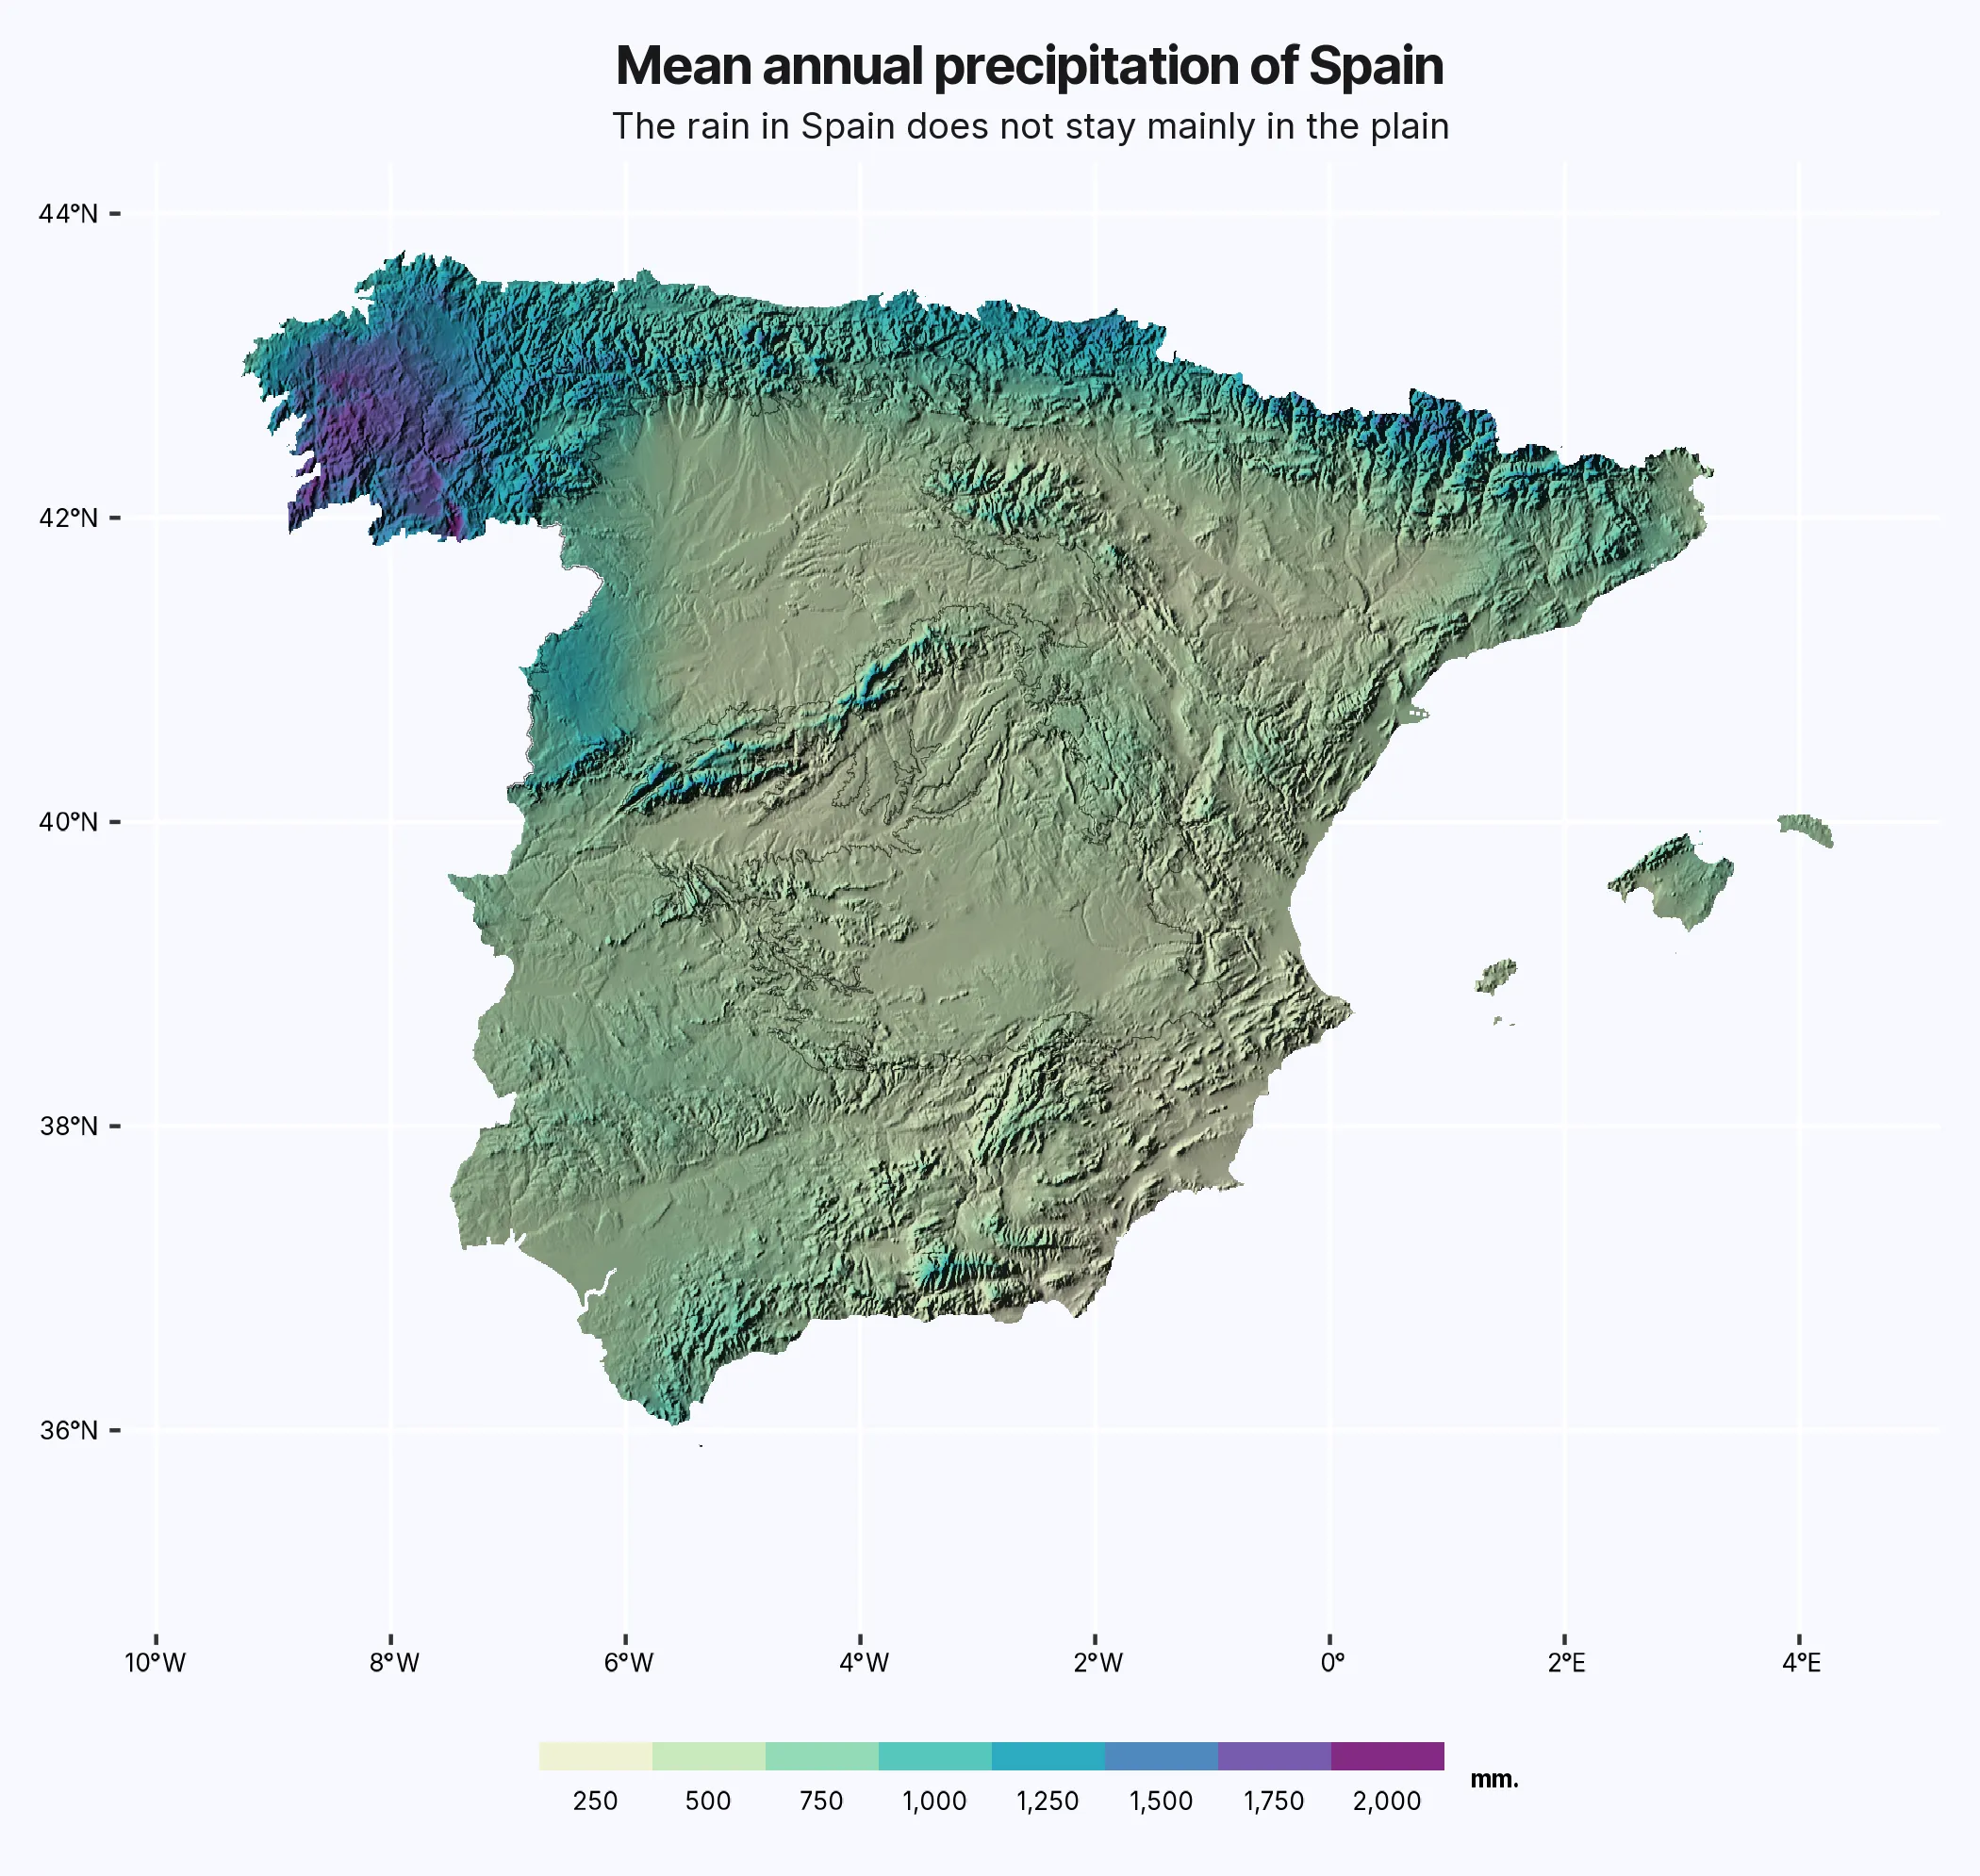 Mean annual precipitation of Spain
The rain in Spain does not stay mainly in the plain
44°N
42°N
40°N
38°N
36°N
10°W 8°W 6°W 4°W 2°W 0° 2°E 4°E
250 500 750 1,000 1,250 1,500 1,750 2,000 mm.